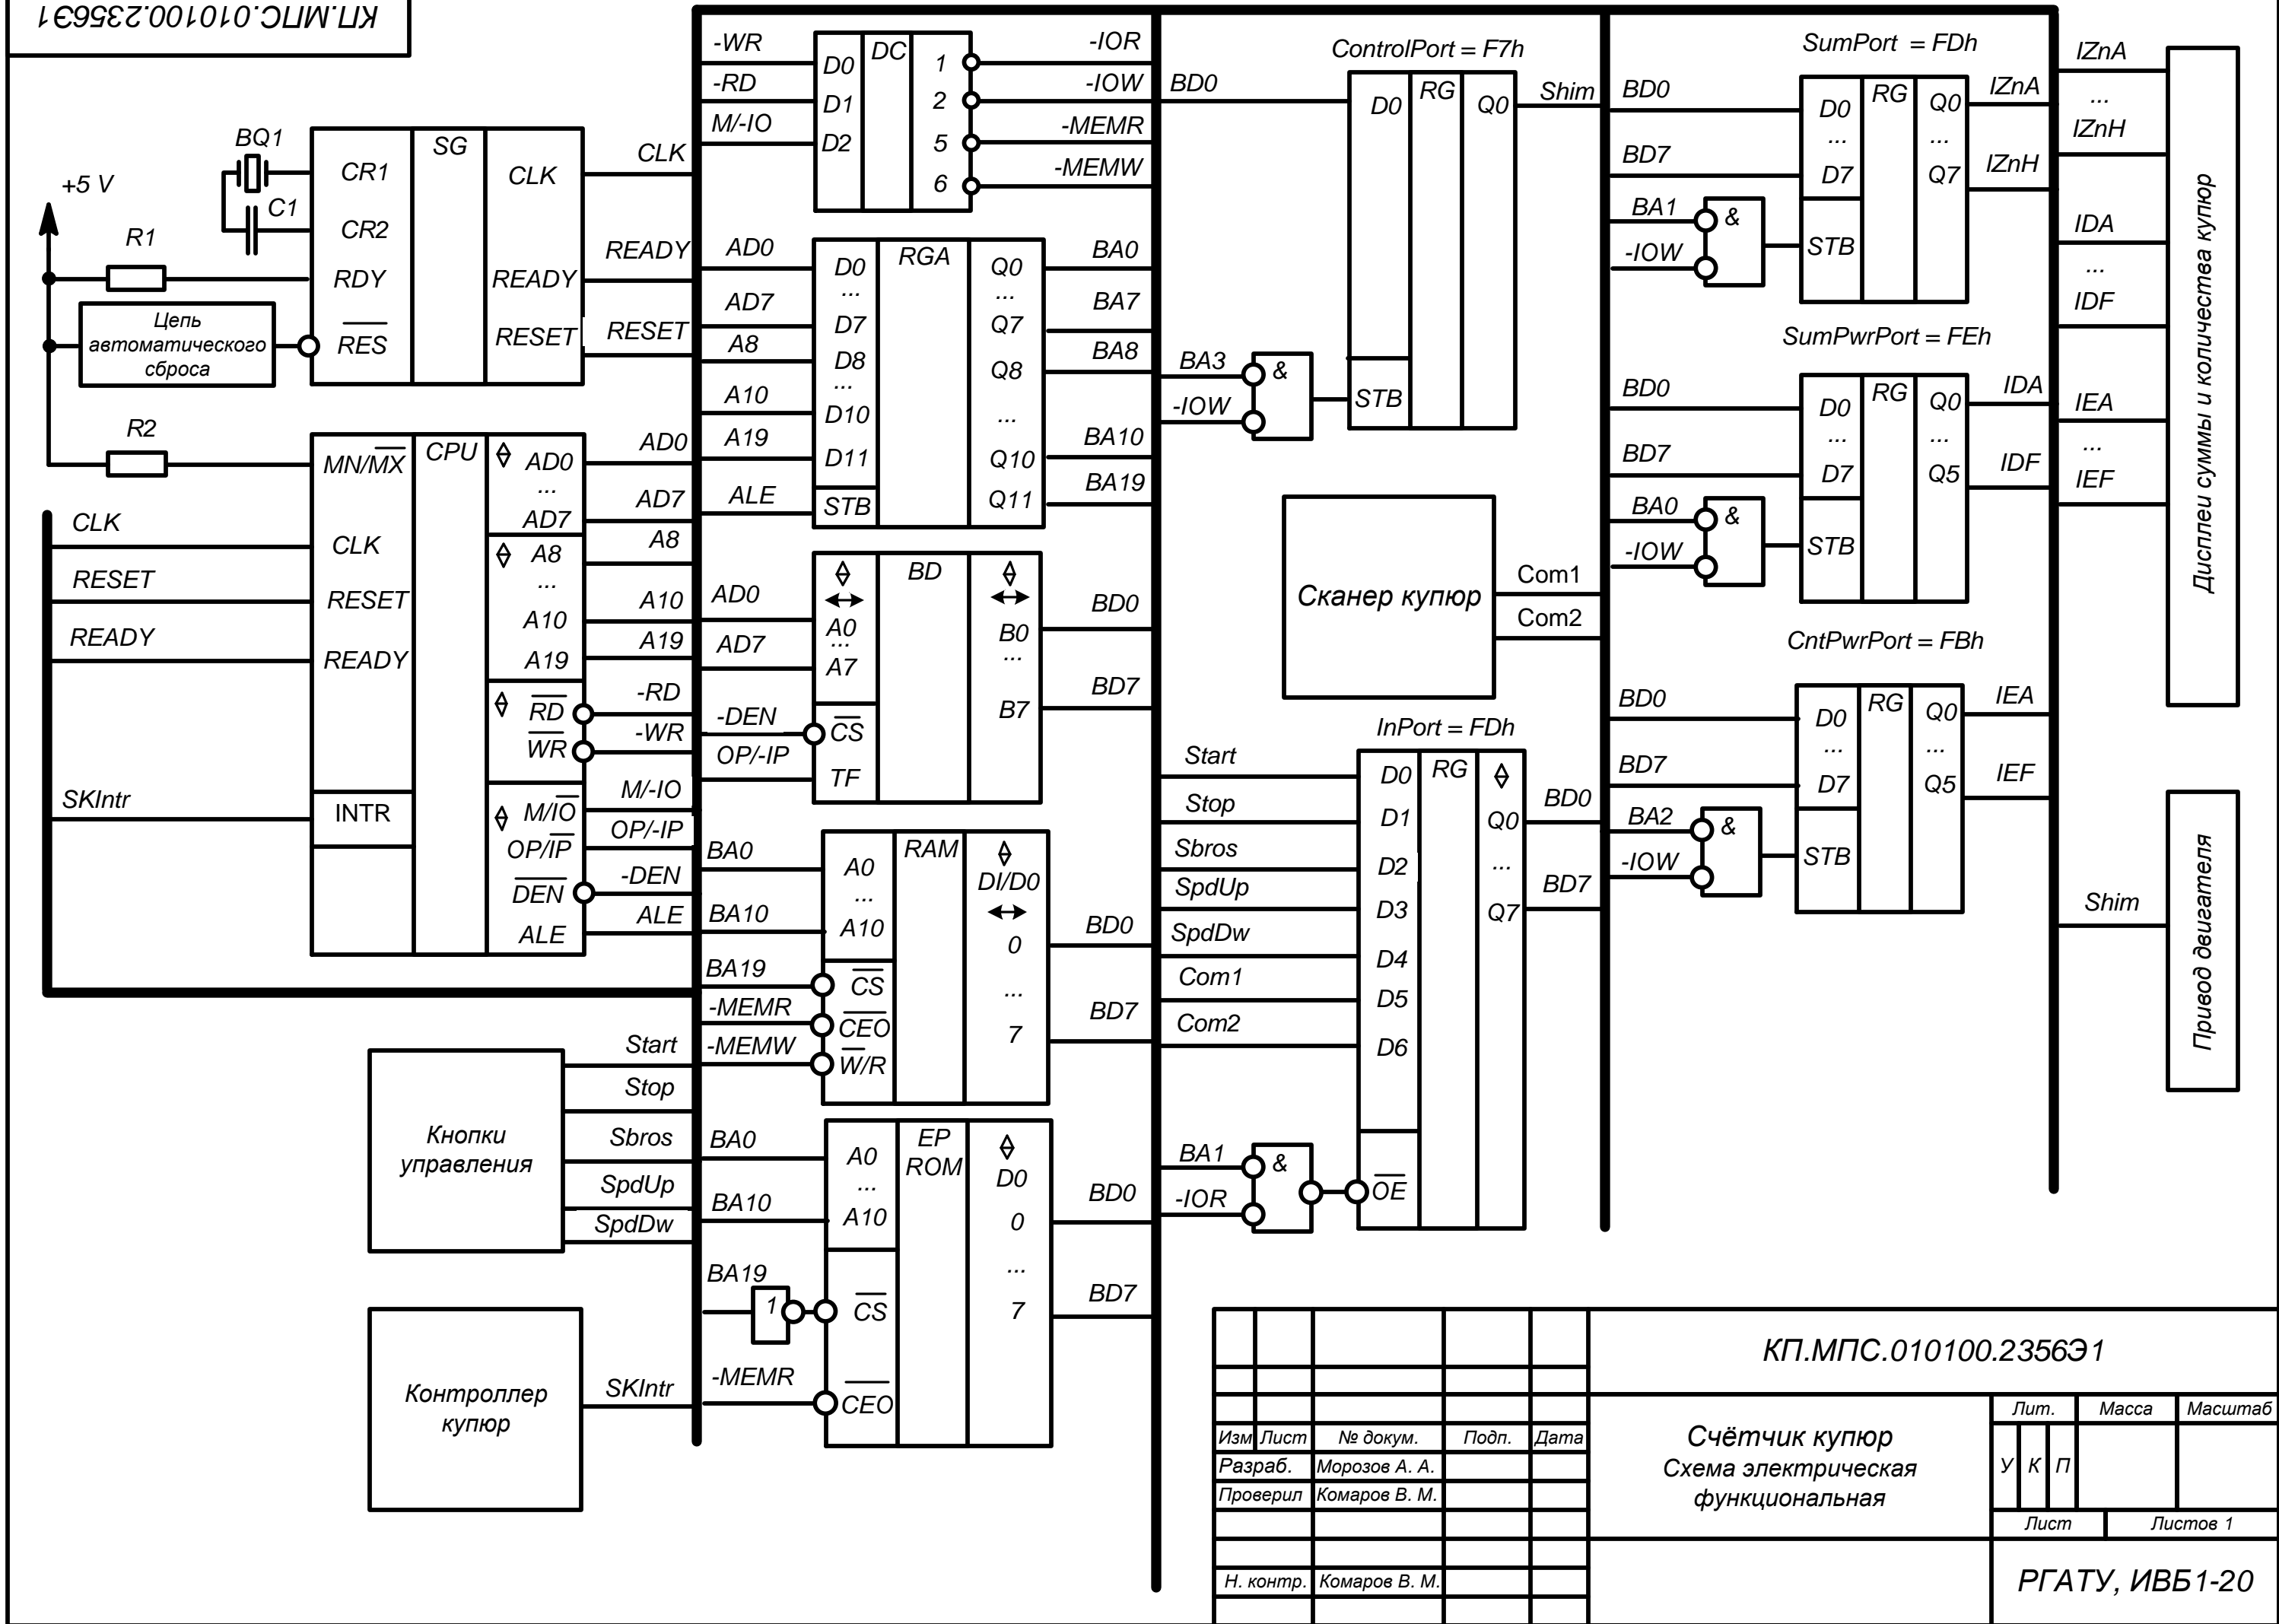 КП.МПС.010100.2356Э1
+5 V
BQ1
C1
R1
R2
Цепь
автоматического
сброса
SG
CR1
CR2
RDY
RES
CLK
READY
RESET
CLK
READY
RESET
CPU
MN/MX
CLK
RESET
READY
INTR
AD0
...
AD7
A8
...
A10
A19
RD
WR
M/IO
OP/IP
DEN
ALE
CLK
RESET
READY
SKIntr
AD0
AD7
A8
A10
A19
-RD
-WR
M/-IO
OP/-IP
-DEN
ALE
Кнопки
управления
Start
Stop
Sbros
SpdUp
SpdDw
Контроллер
купюр
SKIntr
-WR
-RD
M/-IO
D0
D1
D2
DC
1
2
5
6
-IOR
-IOW
-MEMR
-MEMW
AD0
AD7
A8
A10
A19
ALE
D0
...
D7
D8
...
D10
D11
STB
RGA
Q0
...
Q7
Q8
...
Q10
Q11
BA0
BA7
BA8
BA10
BA19
AD0
AD7
-DEN
OP/-IP
A0
...
A7
CS
TF
BD
B0
...
B7
BD0
BD7
BA0
BA10
BA19
-MEMR
-MEMW
A0
...
A10
CS
CEO
W/R
RAM
DI/D0
0
...
7
BD0
BD7
BA0
BA10
BA19
1
-MEMR
A0
...
A10
CS
CEO
EP
ROM
D0
0
...
7
BD0
BD7
ControlPort = F7h
BD0
BA3
-IOW
&
D0
STB
RG
Q0
Shim
Сканер купюр
Com1
Com2
InPort = FDh
Start
Stop
Sbros
SpdUp
SpdDw
Com1
Com2
BA1
-IOR
&
D0
D1
D2
D3
D4
D5
D6
OE
RG
Q0
...
Q7
BD0
BD7
SumPort = FDh
BD0
BD7
BA1
-IOW
&
D0
...
D7
STB
RG
Q0
...
Q7
IZnA
IZnH
SumPwrPort = FEh
BD0
BD7
BA0
-IOW
&
D0
...
D7
STB
RG
Q0
...
Q5
IDA
IDF
CntPwrPort = FBh
BD0
BD7
BA2
-IOW
&
D0
...
D7
STB
RG
Q0
...
Q5
IEA
IEF
IZnA
...
IZnH
IDA
...
IDF
IEA
...
IEF
Дисплеи суммы и количества купюр
Shim
Привод двигателя
КП.МПС.010100.2356Э1
Изм Лист № докум. Подп. Дата
Разраб. Морозов А. А.
Проверил Комаров В. М.
Н. контр. Комаров В. М.
Счётчик купюр
Схема электрическая
функциональная
Лит. Масса Масштаб
У К П
Лист Листов 1
РГАТУ, ИВБ1-20